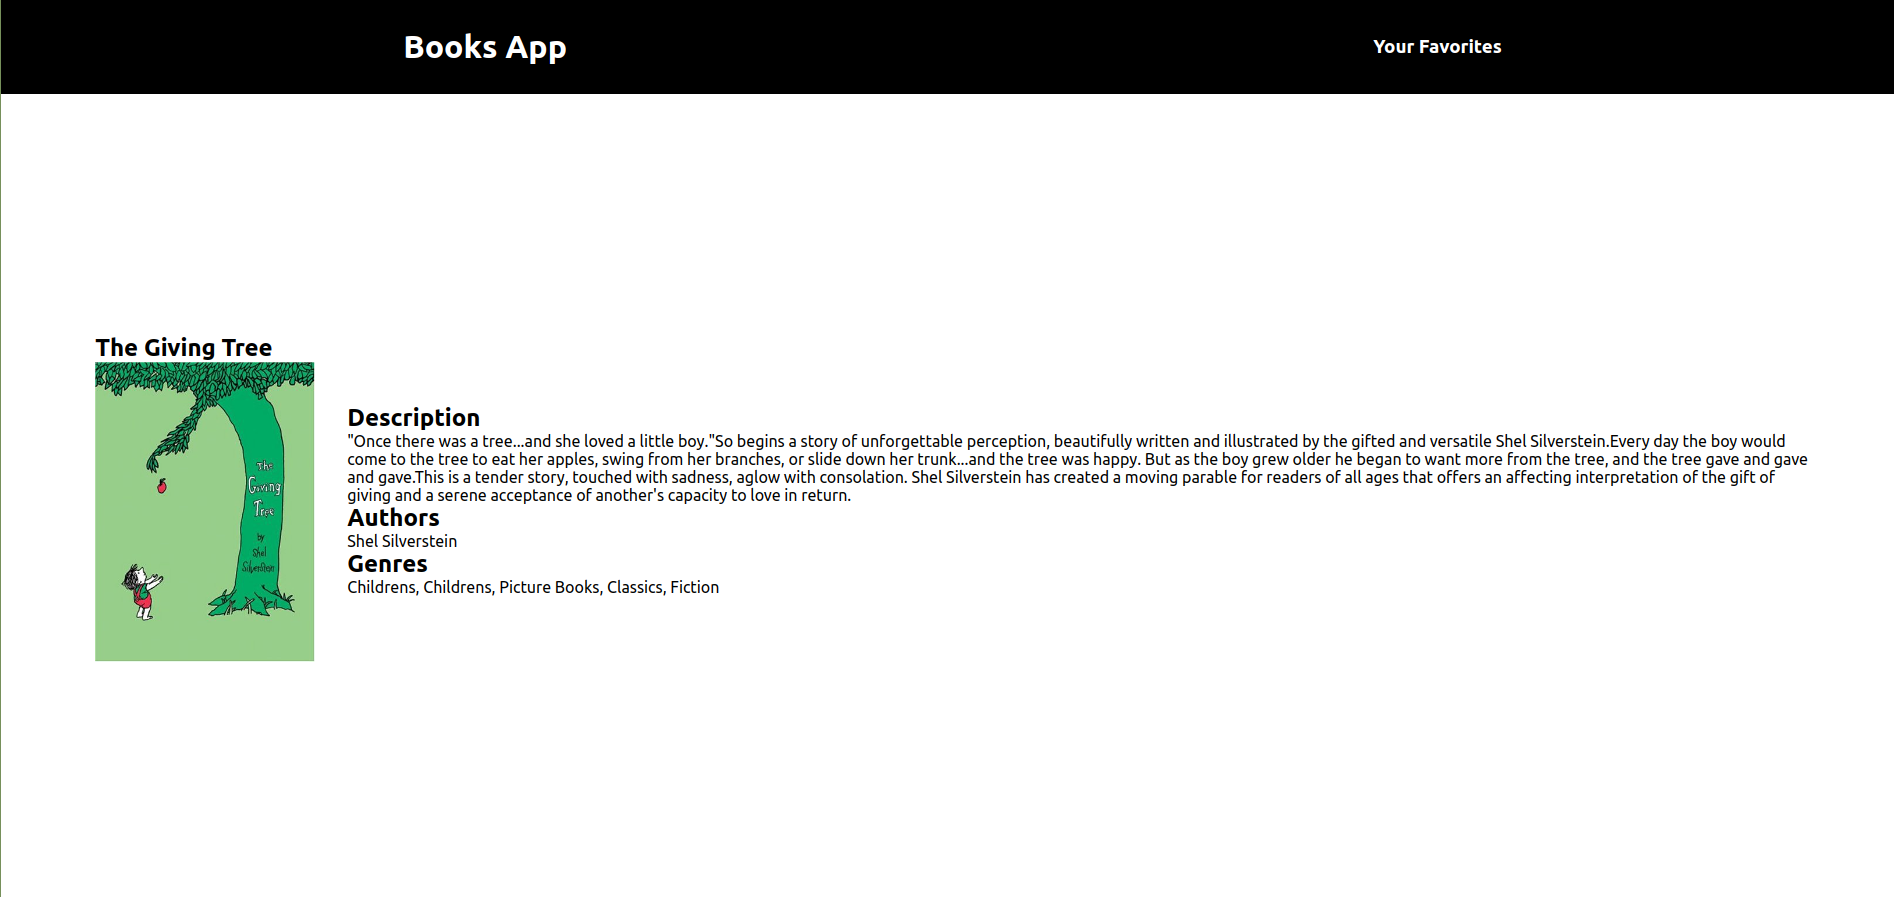 Books App
Your Favorites
The Giving Tree
The
Giving
Tree
by
Shel
Silverstein
Description
"Once there was a tree...and she loved a little boy."So begins a story of unforgettable perception, beautifully written and illustrated by the gifted and versatile Shel Silverstein.Every day the boy would
come to the tree to eat her apples, swing from her branches, or slide down her trunk...and the tree was happy. But as the boy grew older he began to want more from the tree, and the tree gave and gave
and gave.This is a tender story, touched with sadness, aglow with consolation. Shel Silverstein has created a moving parable for readers of all ages that offers an affecting interpretation of the gift of
giving and a serene acceptance of another's capacity to love in return.
Authors
Shel Silverstein
Genres
Childrens, Childrens, Picture Books, Classics, Fiction